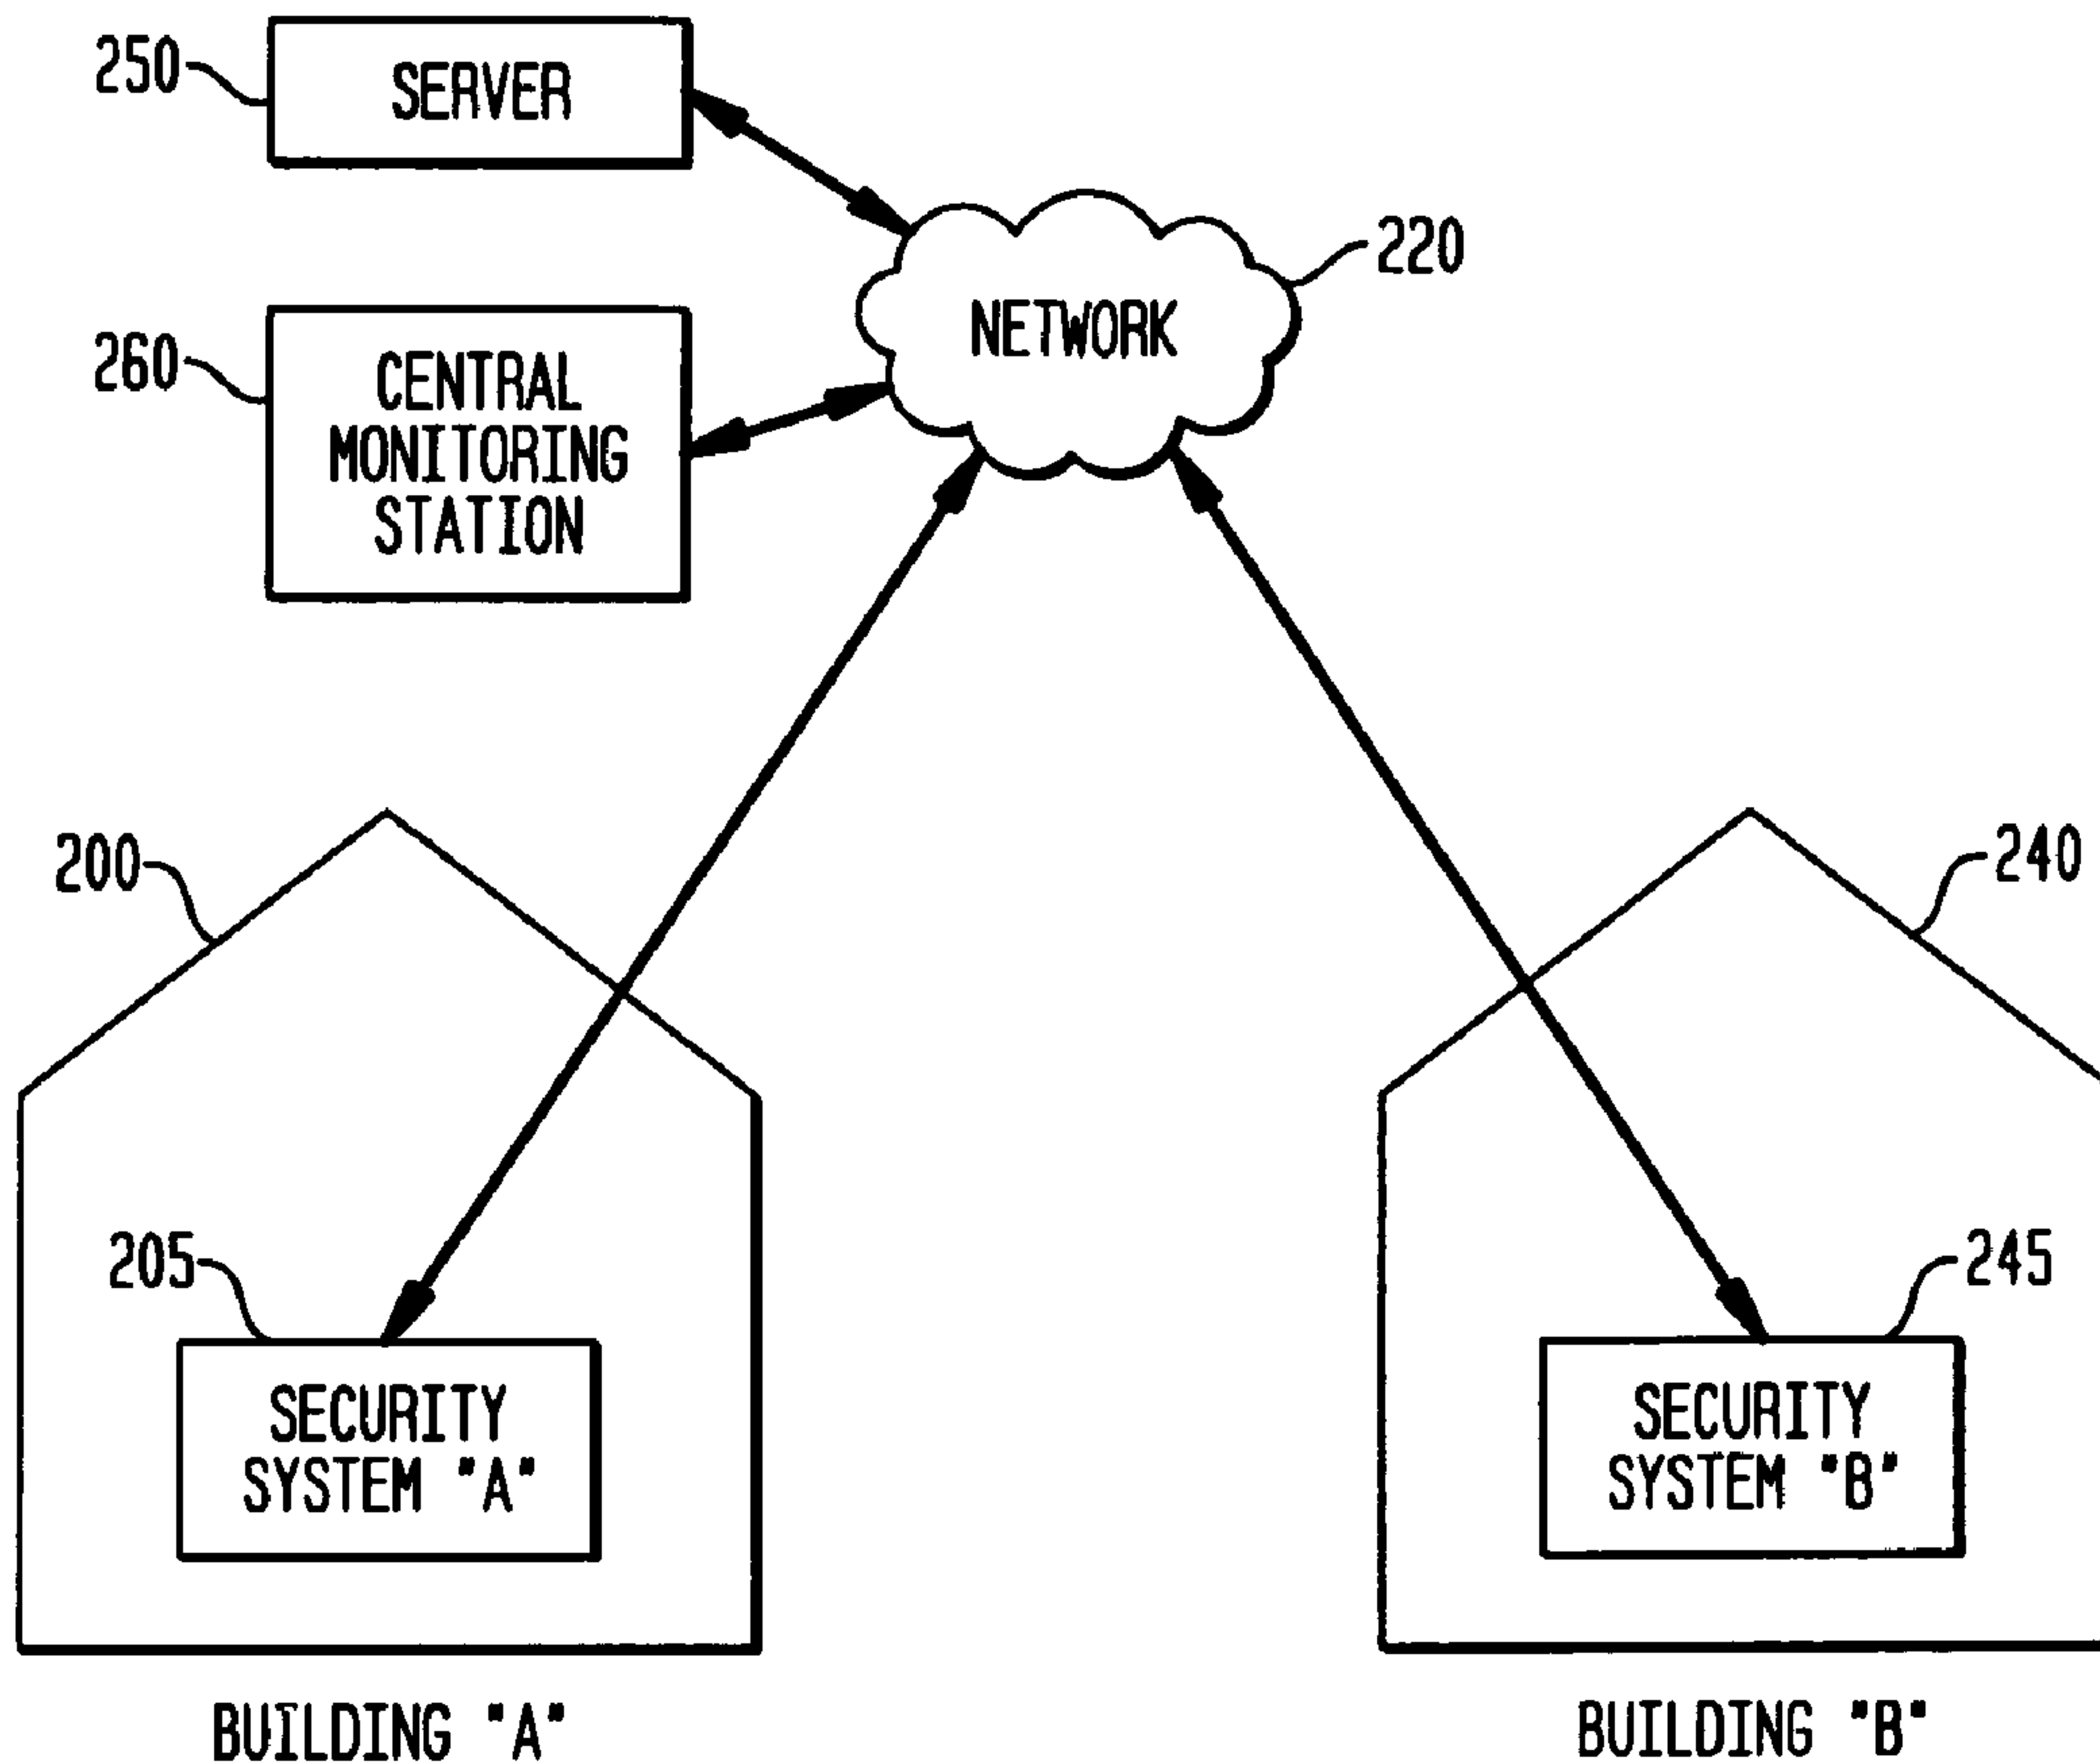 250
SERVER
220
NETWORK
260
CENTRAL
MONITORING
STATION
200
240
205
245
SECURITY
SYSTEM "A"
SECURITY
SYSTEM "B"
BUILDING "A"
BUILDING "B"